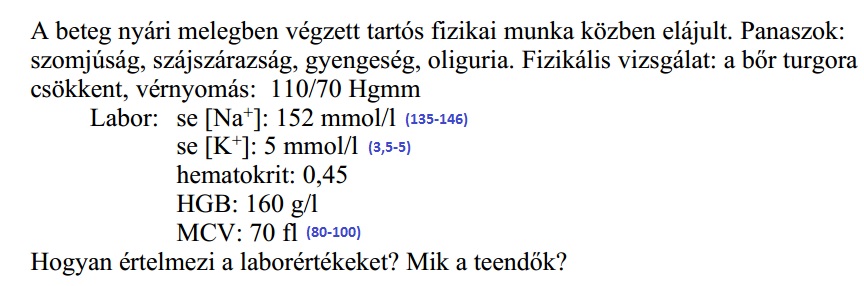 A beteg nyári melegben végzett tartós fizikai munka közben elájult. Panaszok:
szomjúság, szájszárazság, gyengeség, oliguria. Fizikális vizsgálat: a bőr turgora
csökkent, vérnyomás: 110/70 Hgmm
Labor: se [Na⁺]: 152 mmol/l (135-146)
se [K⁺]: 5 mmol/l (3,5-5)
hematokrit: 0,45
HGB: 160 g/l
MCV: 70 fl (80-100)
Hogyan értelmezi a laborértékeket? Mik a teendők?